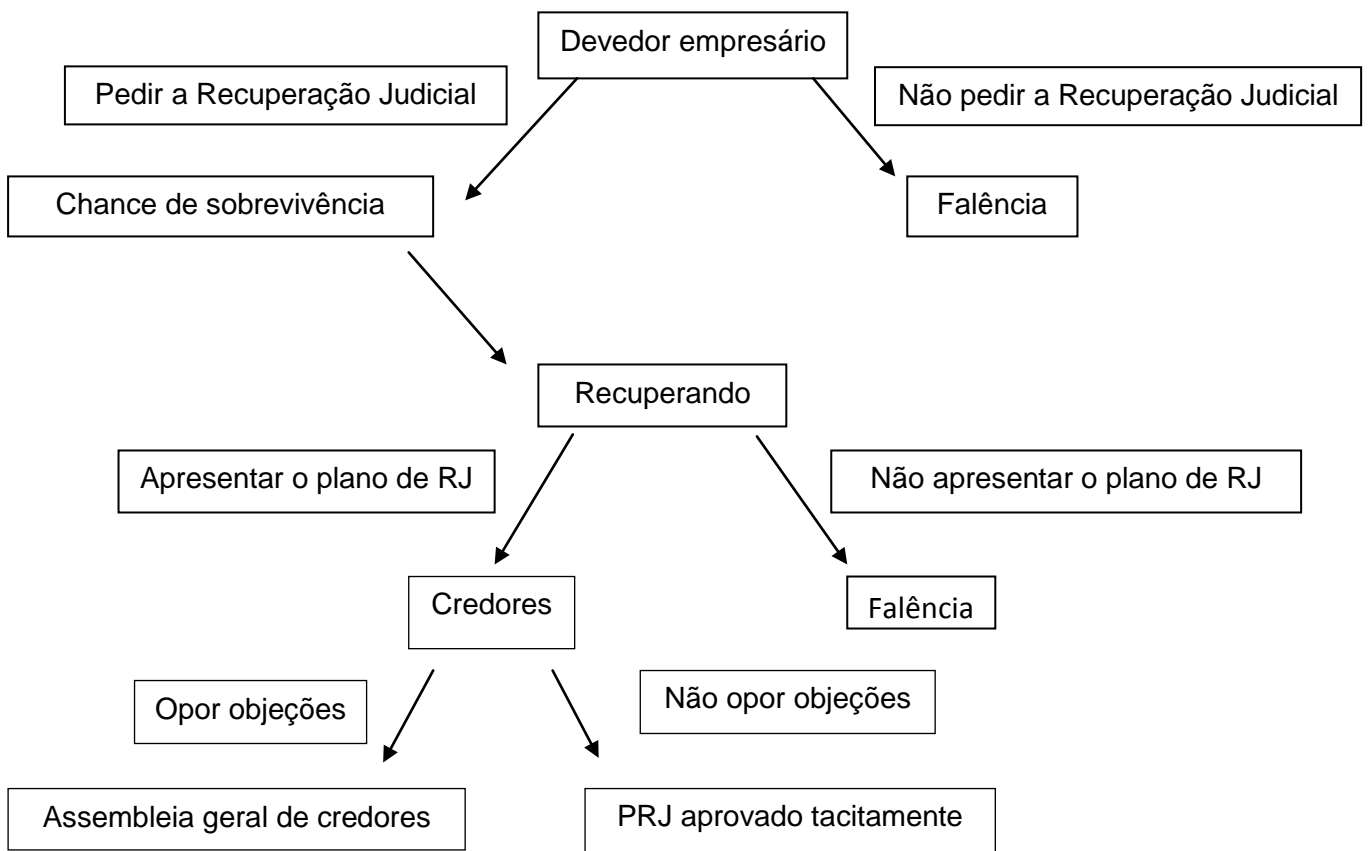 Devedor empresário
Pedir a Recuperação Judicial
Não pedir a Recuperação Judicial
Chance de sobrevivência
Falência
Recuperando
Apresentar o plano de RJ
Não apresentar o plano de RJ
Credores
Falência
Opor objeções
Não opor objeções
Assembleia geral de credores
PRJ aprovado tacitamente